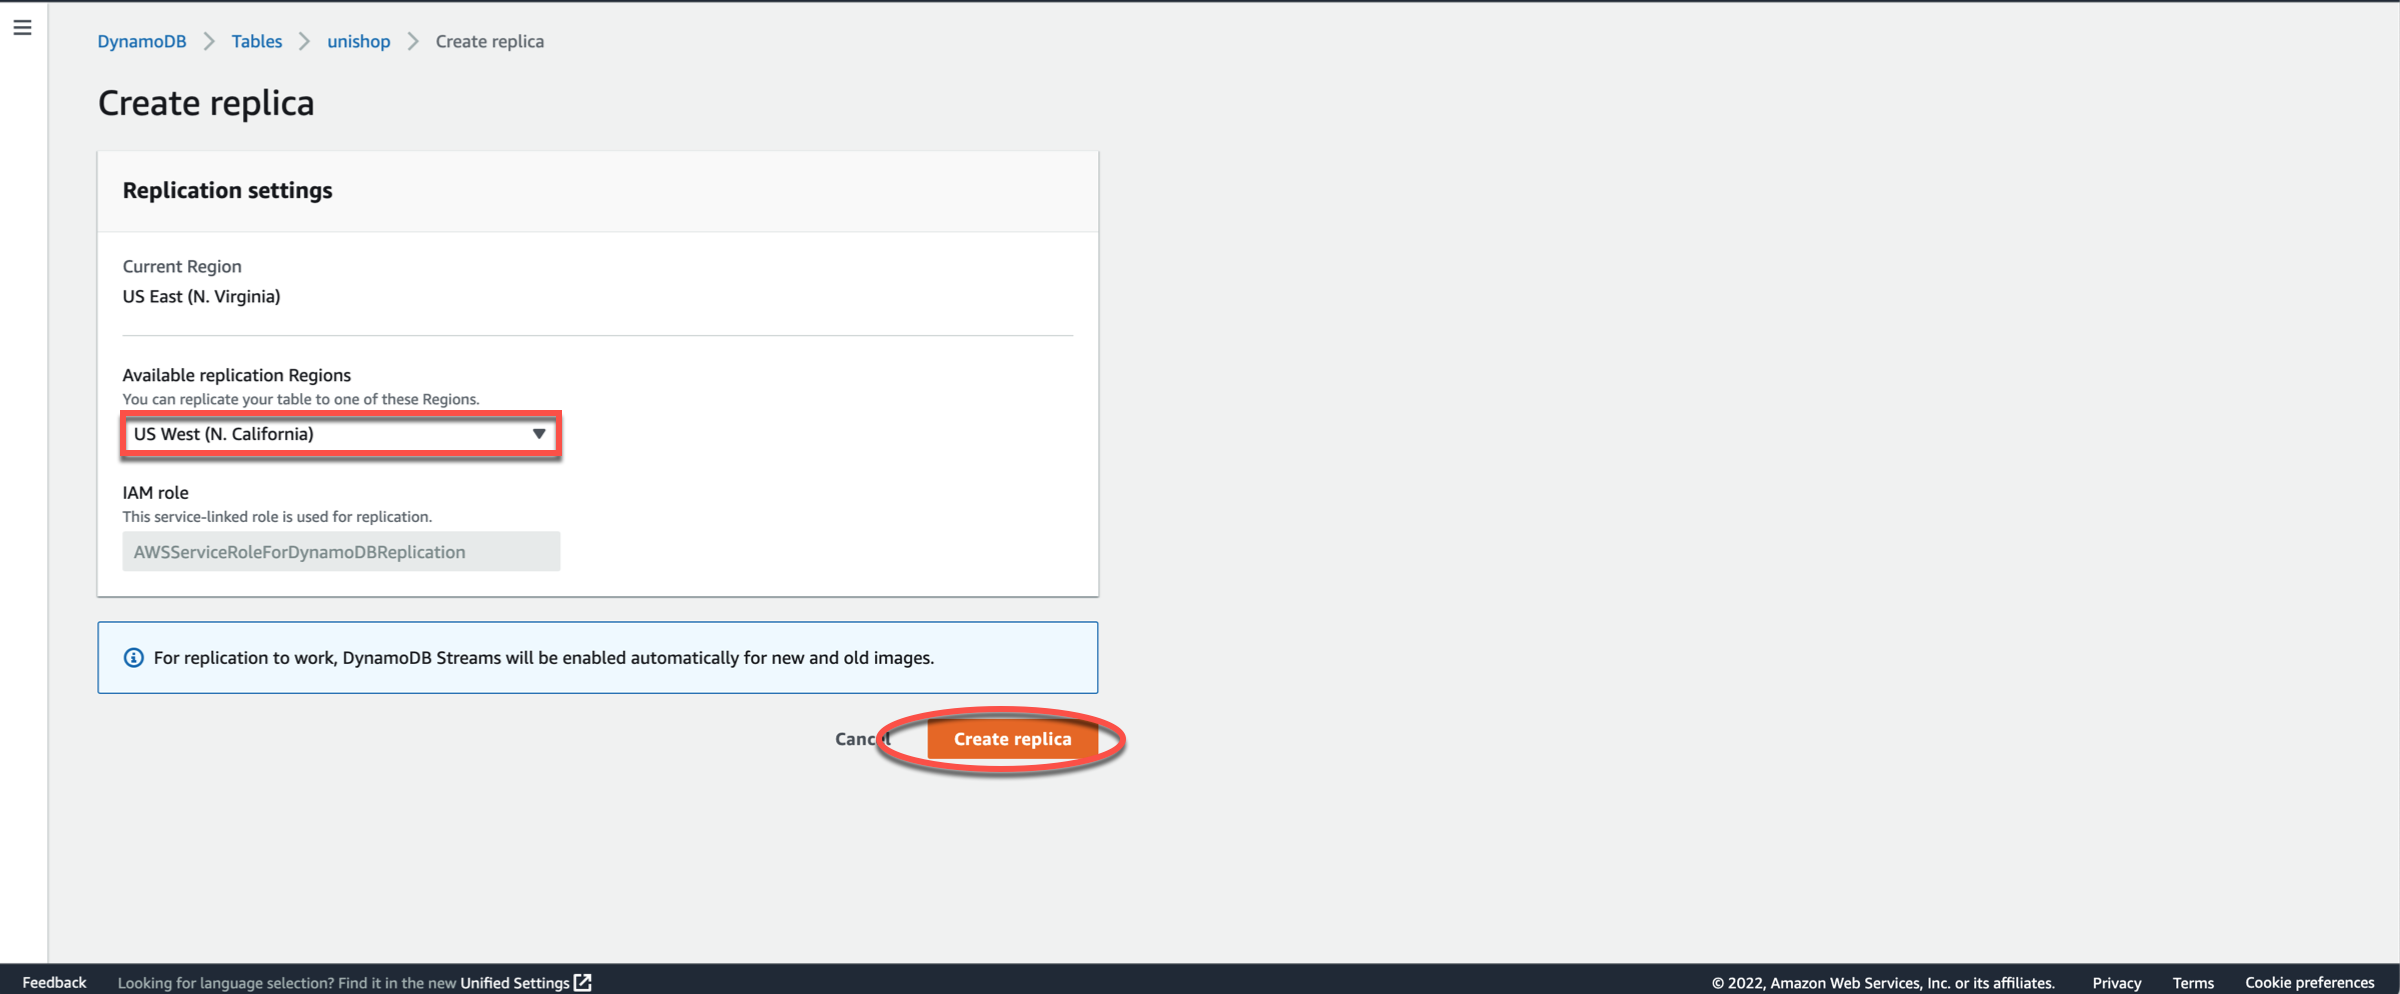 DynamoDB > Tables > unishop > Create replica
Create replica
Replication settings
Current Region
US East (N. Virginia)
Available replication Regions
You can replicate your table to one of these Regions.
US West (N. California)
IAM role
This service-linked role is used for replication.
AWSServiceRoleForDynamoDBReplication
For replication to work, DynamoDB Streams will be enabled automatically for new and old images.
Cancel Create replica
Feedback Looking for language selection? Find it in the new Unified Settings © 2022, Amazon Web Services, Inc. or its affiliates. Privacy Terms Cookie preferences